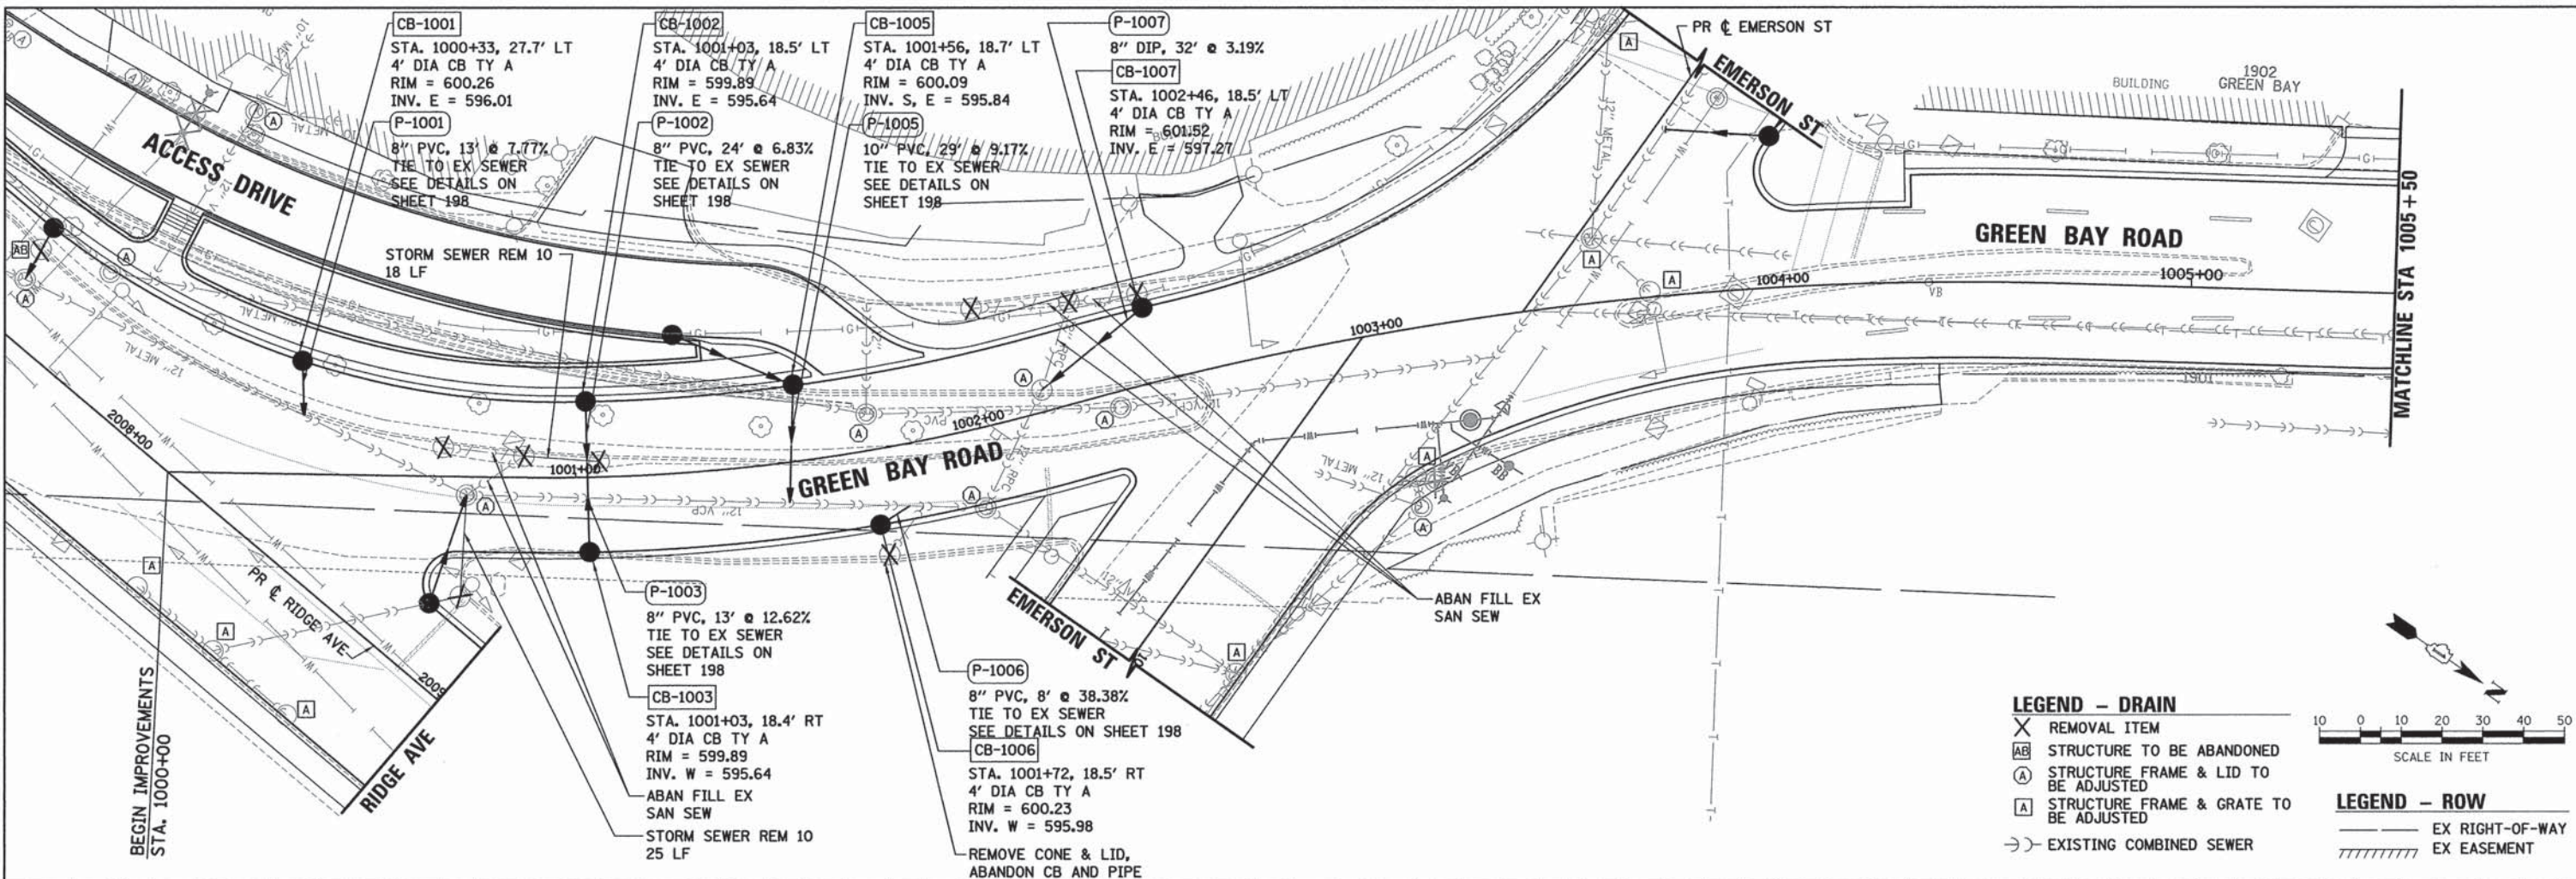 CB-1001
STA. 1000+33, 27.7' LT
4' DIA CB TY A
RIM = 600.26
INV. E = 596.01
P-1001
8" PVC, 13' @ 7.77%
TIE TO EX SEWER
SEE DETAILS ON
SHEET 198
CB-1002
STA. 1001+03, 18.5' LT
4' DIA CB TY A
RIM = 599.89
INV. E = 595.64
P-1002
8" PVC, 24' @ 6.83%
TIE TO EX SEWER
SEE DETAILS ON
SHEET 198
CB-1005
STA. 1001+56, 18.7' LT
4' DIA CB TY A
RIM = 600.09
INV. S, E = 595.84
P-1005
10" PVC, 29' @ 9.17%
TIE TO EX SEWER
SEE DETAILS ON
SHEET 198
P-1007
8" DIP, 32' @ 3.19%
CB-1007
STA. 1002+46, 18.5' LT
4' DIA CB TY A
RIM = 601.52
INV. E = 597.27
PR ℄ EMERSON ST
EMERSON ST
BUILDING
1902
GREEN BAY
12" METAL
ACCESS DRIVE
STORM SEWER REM 10
18 LF
GREEN BAY ROAD
1004+00
1005+00
VB
MATCHLINE STA 1005+50
1003+00
1002+00
1001+00
GREEN BAY ROAD
12" METAL
12" VCP
12" RPC
PVC
12" METAL
1901
2008+00
PR ℄ RIDGE AVE
2009
RIDGE AVE
BEGIN IMPROVEMENTS
STA. 1000+00
P-1003
8" PVC, 13' @ 12.62%
TIE TO EX SEWER
SEE DETAILS ON
SHEET 198
CB-1003
STA. 1001+03, 18.4' RT
4' DIA CB TY A
RIM = 599.89
INV. W = 595.64
ABAN FILL EX
SAN SEW
STORM SEWER REM 10
25 LF
P-1006
8" PVC, 8' @ 38.38%
TIE TO EX SEWER
SEE DETAILS ON SHEET 198
CB-1006
STA. 1001+72, 18.5' RT
4' DIA CB TY A
RIM = 600.23
INV. W = 595.98
REMOVE CONE & LID,
ABANDON CB AND PIPE
EMERSON ST
ABAN FILL EX
SAN SEW
N
LEGEND - DRAIN
X REMOVAL ITEM
AB STRUCTURE TO BE ABANDONED
A STRUCTURE FRAME & LID TO
BE ADJUSTED
A STRUCTURE FRAME & GRATE TO
BE ADJUSTED
EXISTING COMBINED SEWER
10 0 10 20 30 40 50
SCALE IN FEET
LEGEND - ROW
EX RIGHT-OF-WAY
EX EASEMENT